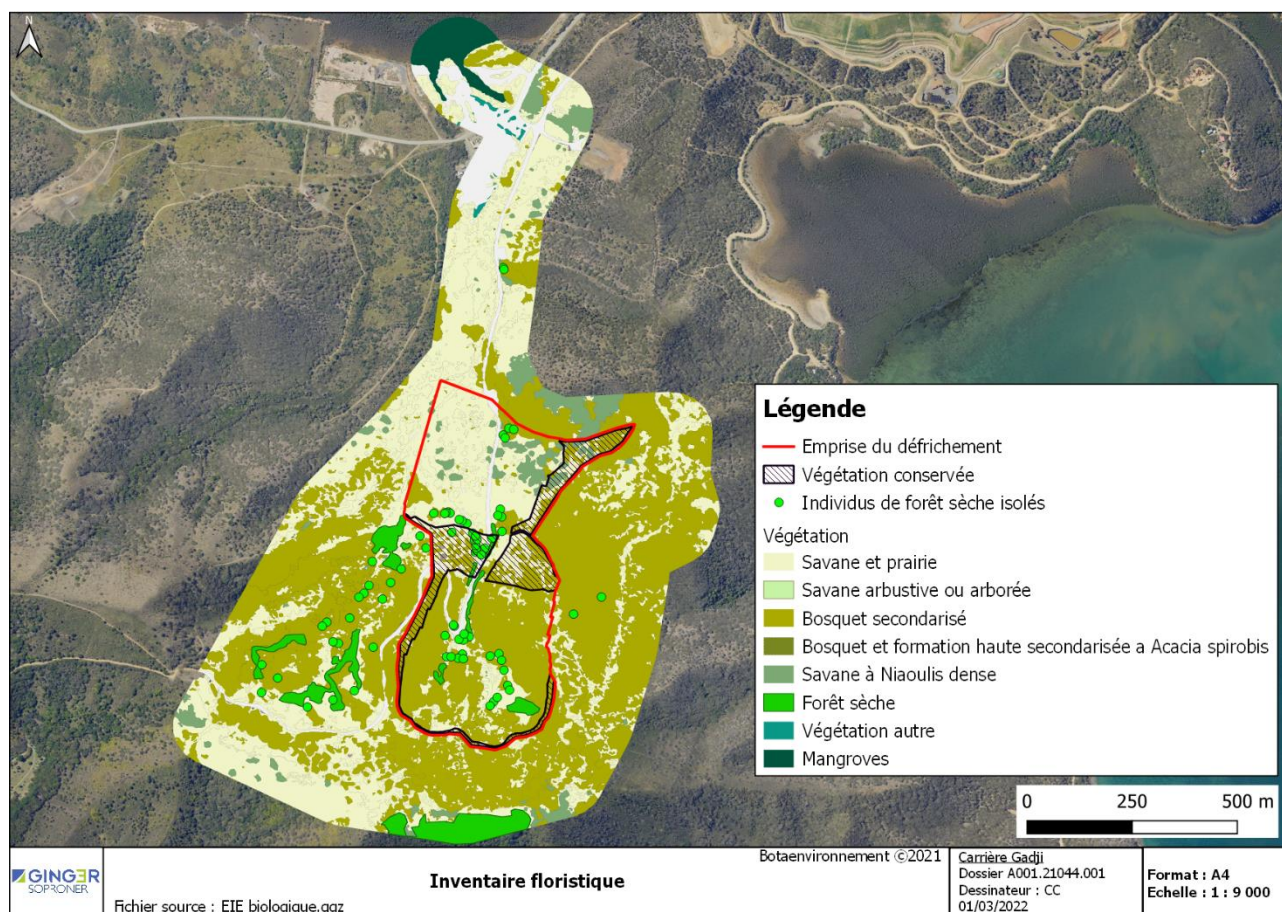 N
Légende
Emprise du défrichement
Végétation conservée
Individus de forêt sèche isolés
Végétation
Savane et prairie
Savane arbustive ou arborée
Bosquet secondarisé
Bosquet et formation haute secondarisée a Acacia spirobis
Savane à Niaoulis dense
Forêt sèche
Végétation autre
Mangroves
0 250 500 m
GINGER
SOPRONER
Fichier source : EIE biologique.qgz
Inventaire floristique
Botaenvironnement ©2021
Carrière Gadji
Dossier A001.21044.001
Dessinateur : CC
01/03/2022
Format : A4
Echelle : 1 : 9 000